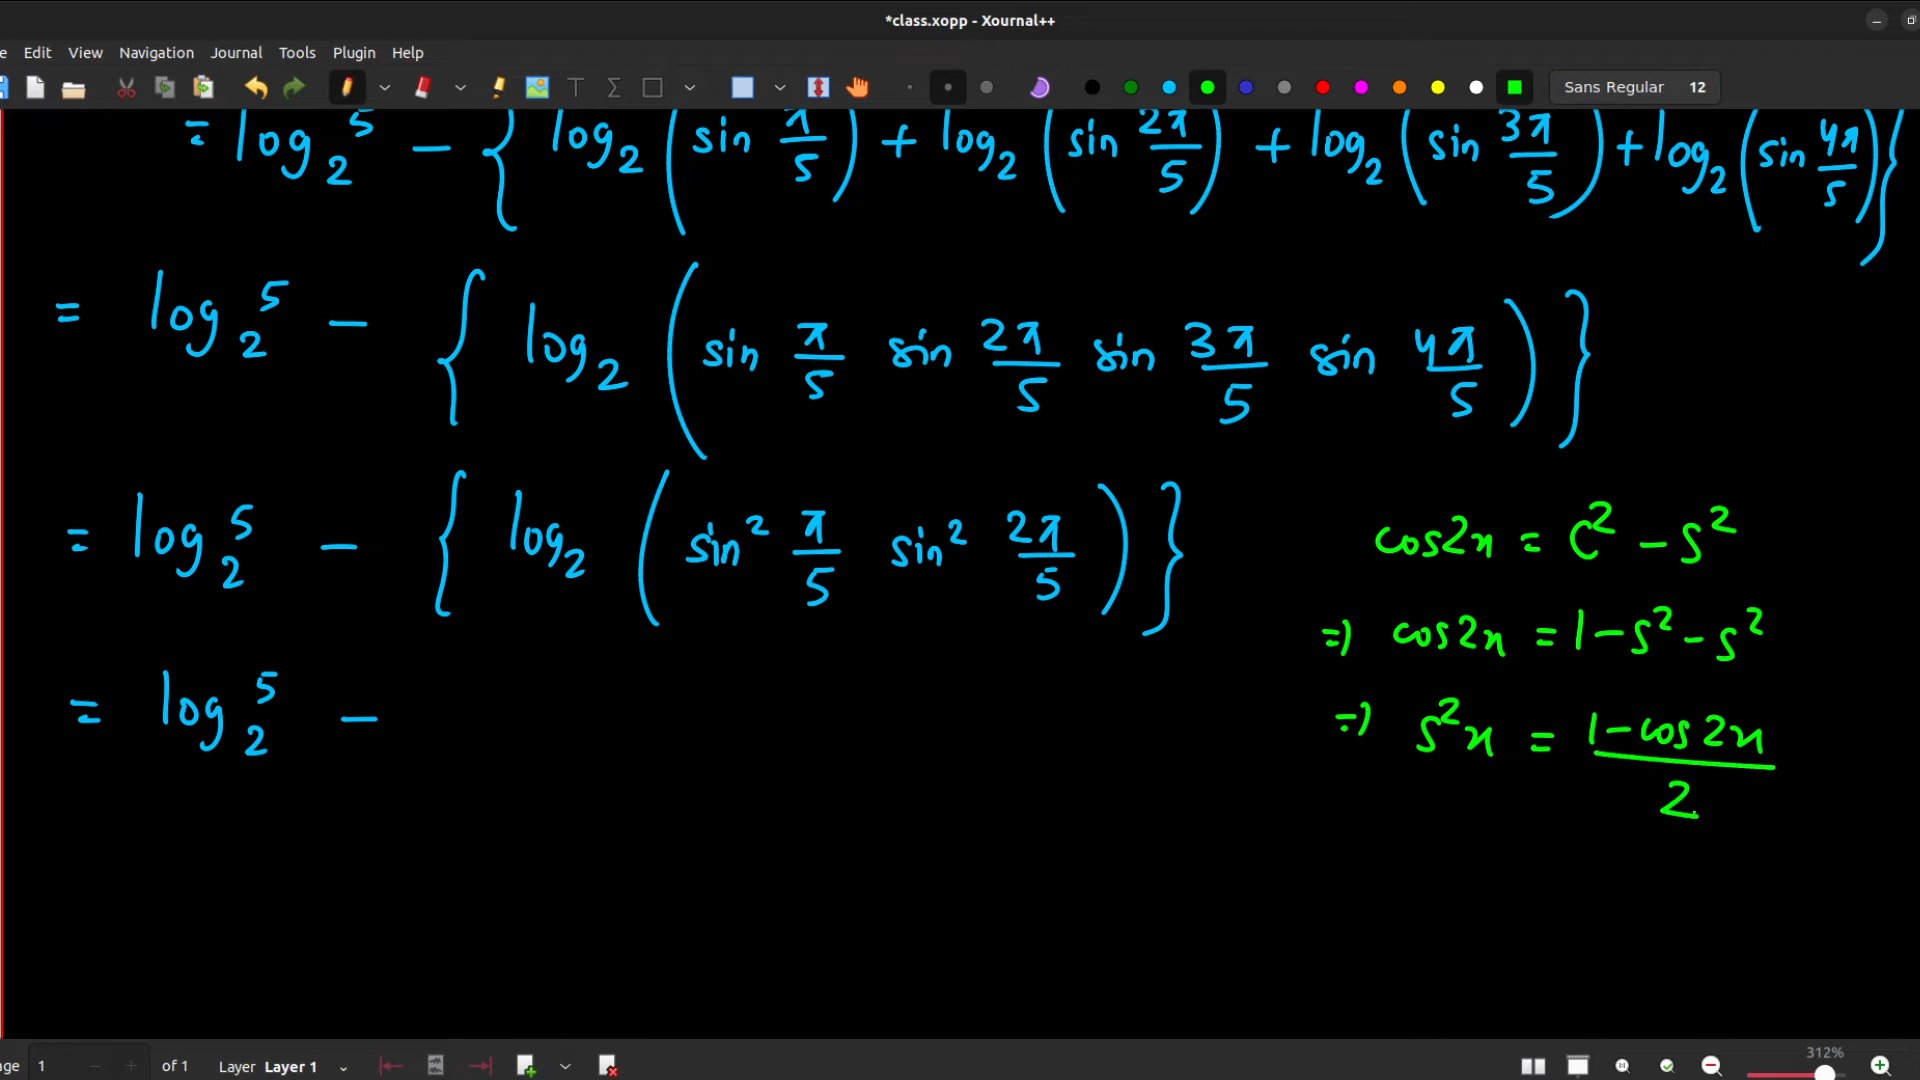 *class.xopp - Xournal++
Edit View Navigation Journal Tools Plugin Help
Sans Regular 12
= log₂⁵ − { log₂ (sin π/5) + log₂ (sin 2π/5) + log₂ (sin 3π/5) + log₂ (sin 4π/5) }
= log₂⁵ − { log₂ ( sin π/5 sin 2π/5 sin 3π/5 sin 4π/5 ) }
= log₂⁵ − { log₂ ( sin² π/5 sin² 2π/5 ) }
cos2x = c² − s²
⇒ cos2x = 1 − s² − s²
= log₂⁵ −
⇒ s²x = (1 − cos 2x)/2
312%
age 1 of 1 Layer Layer 1